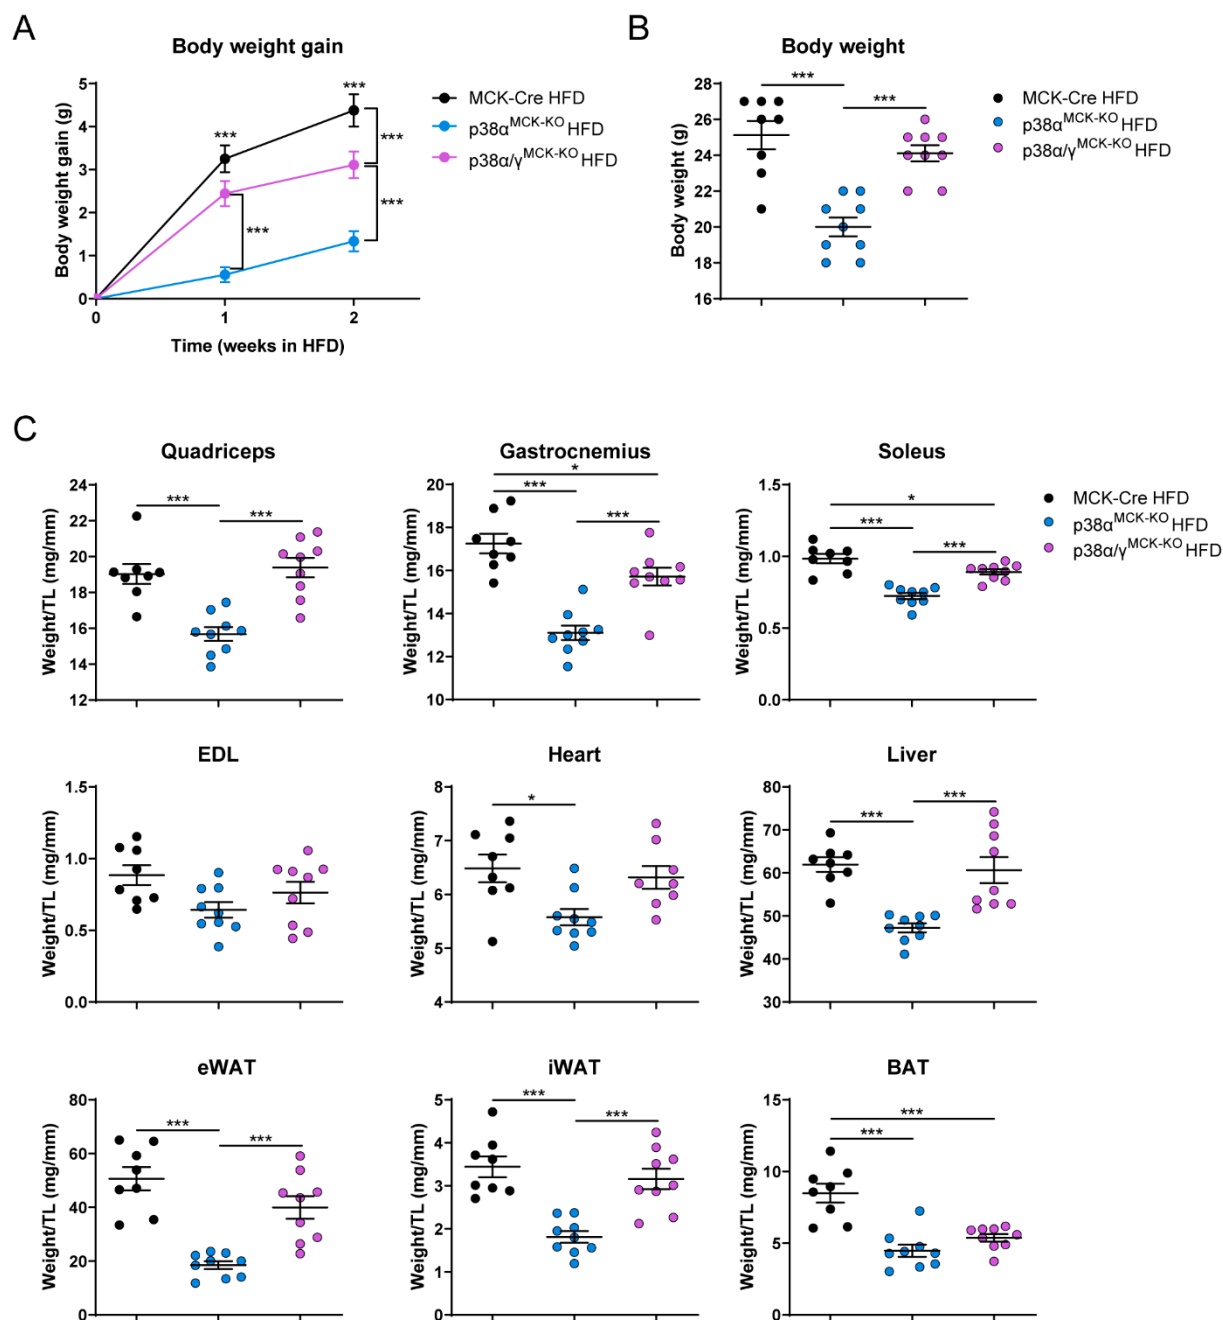 A
Body weight gain
Body weight gain (g)
5
4
3
2
1
0
0
1
2
Time (weeks in HFD)
***
***
***
***
***
MCK-Cre HFD
p38α^MCK-KO HFD
p38α/γ^MCK-KO HFD
B
Body weight
Body weight (g)
28
26
24
22
20
18
16
***
***
MCK-Cre HFD
p38α^MCK-KO HFD
p38α/γ^MCK-KO HFD
C
Quadriceps
Weight/TL (mg/mm)
24
22
20
18
16
14
12
***
***
Gastrocnemius
Weight/TL (mg/mm)
20
18
16
14
12
10
*
***
***
Soleus
Weight/TL (mg/mm)
1.5
1.0
0.5
0.0
*
***
***
MCK-Cre HFD
p38α^MCK-KO HFD
p38α/γ^MCK-KO HFD
EDL
Weight/TL (mg/mm)
1.5
1.0
0.5
0.0
Heart
Weight/TL (mg/mm)
8
7
6
5
4
*
Liver
Weight/TL (mg/mm)
80
70
60
50
40
30
***
***
eWAT
Weight/TL (mg/mm)
80
60
40
20
0
***
***
iWAT
Weight/TL (mg/mm)
5
4
3
2
1
0
***
***
BAT
Weight/TL (mg/mm)
15
10
5
0
***
***